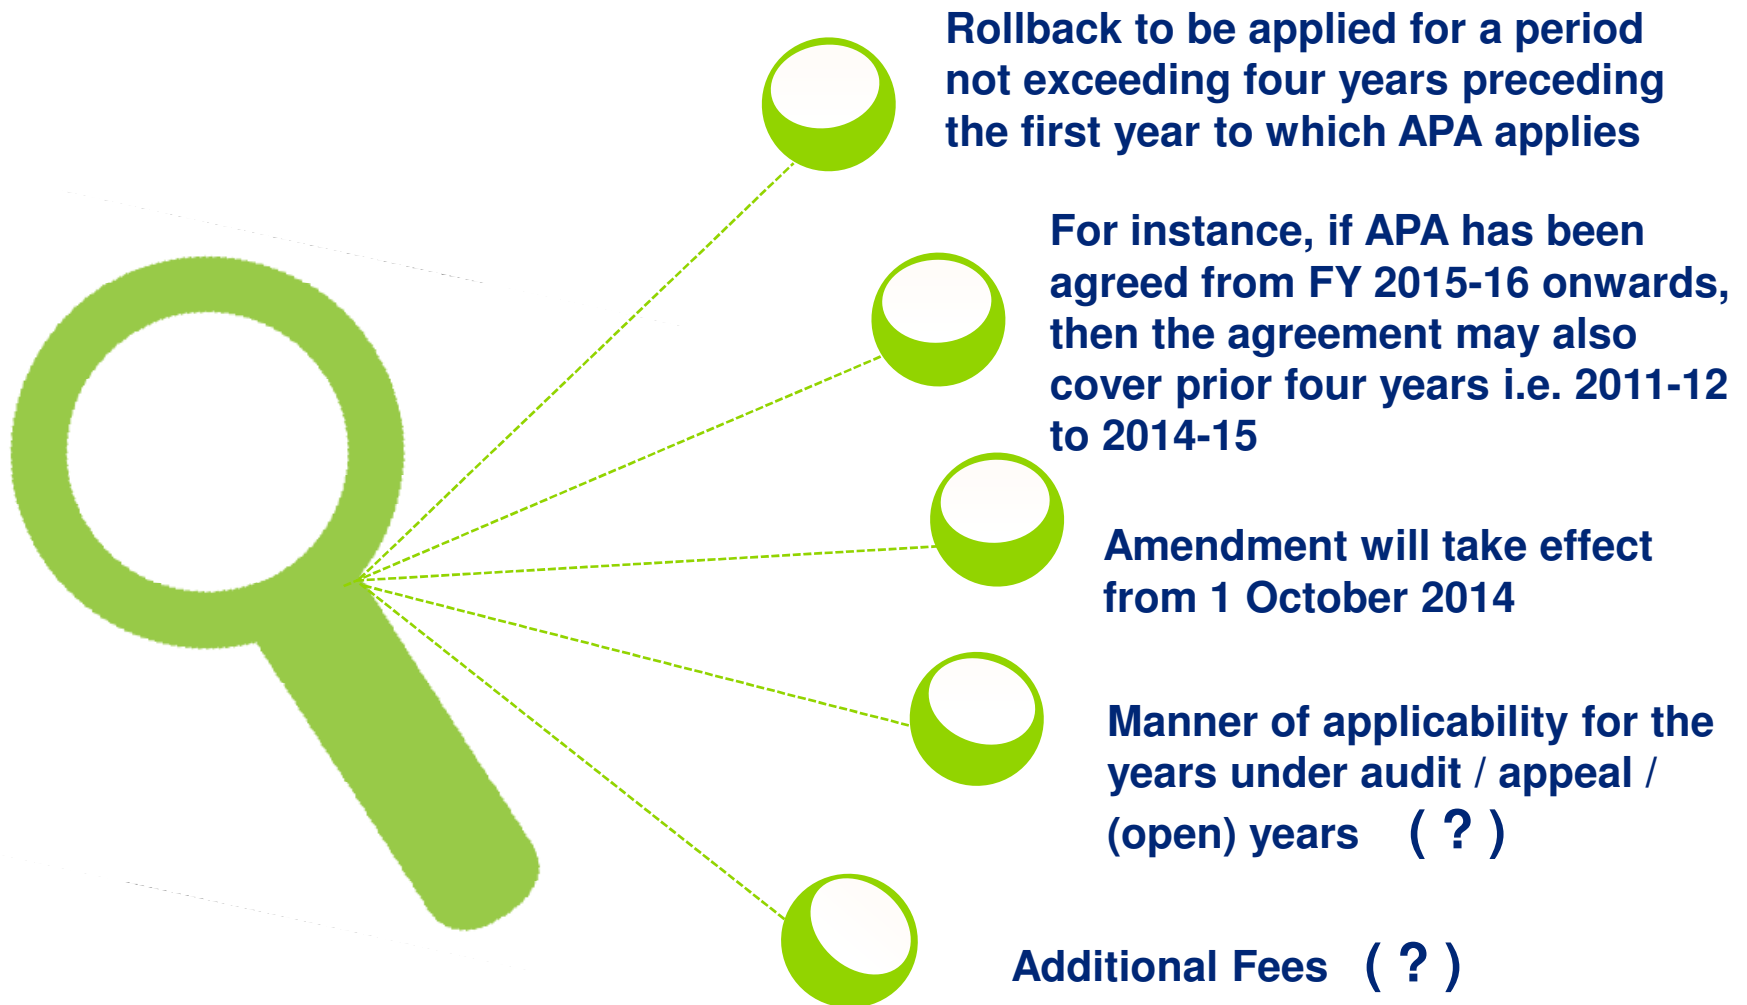 Rollback to be applied for a period
not exceeding four years preceding
the first year to which APA applies
For instance, if APA has been
agreed from FY 2015-16 onwards,
then the agreement may also
cover prior four years i.e. 2011-12
to 2014-15
Amendment will take effect
from 1 October 2014
Manner of applicability for the
years under audit / appeal /
(open) years ( ? )
Additional Fees ( ? )